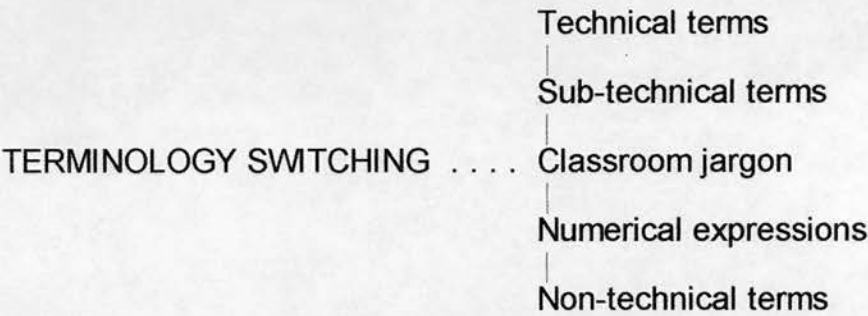 Technical terms
Sub-technical terms
TERMINOLOGY SWITCHING .... Classroom jargon
Numerical expressions
Non-technical terms